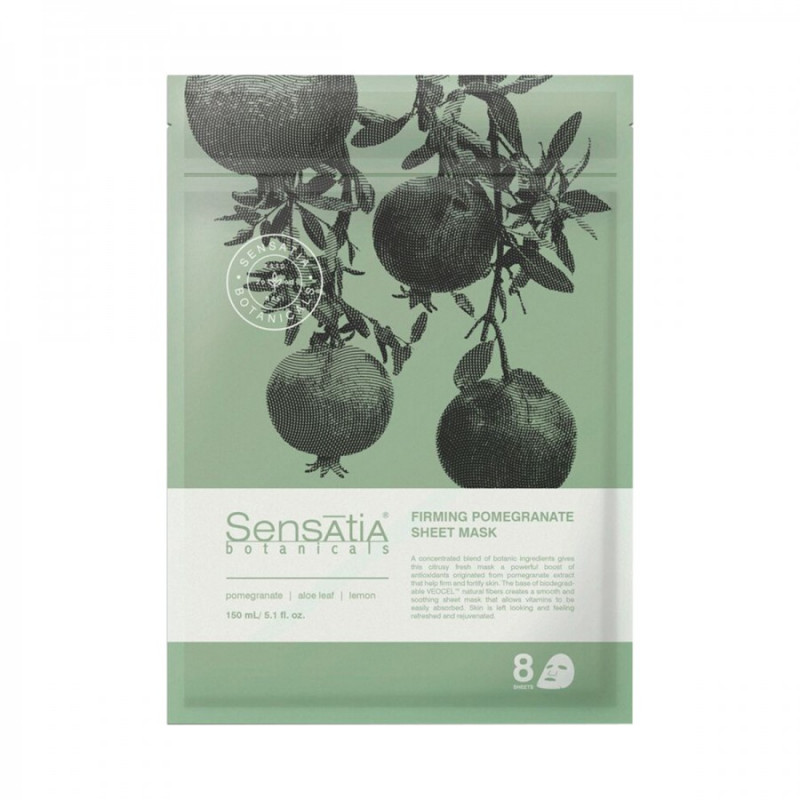 SENSATIA
BOTANICALS
Sensatia®
botanicals
pomegranate | aloe leaf | lemon
150 mL/ 5.1 fl. oz.
FIRMING POMEGRANATE
SHEET MASK
A concentrated blend of botanic ingredients gives
this citrusy fresh mask a powerful boost of
antioxidants originated from pomegranate extract
that help firm and fortify skin. The base of biodegrad-
able VEOCEL™ natural fibers creates a smooth and
soothing sheet mask that allows vitamins to be
easily absorbed. Skin is left looking and feeling
refreshed and rejuvenated.
8
SHEETS